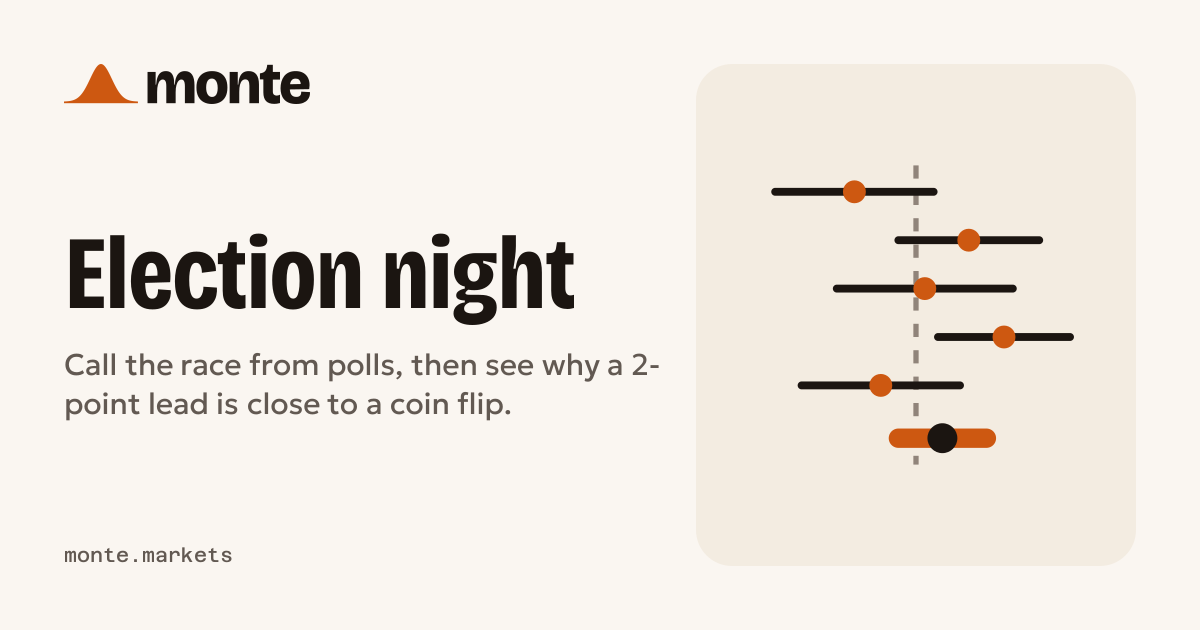 monte
Election night
Call the race from polls, then see why a 2-
point lead is close to a coin flip.
monte.markets